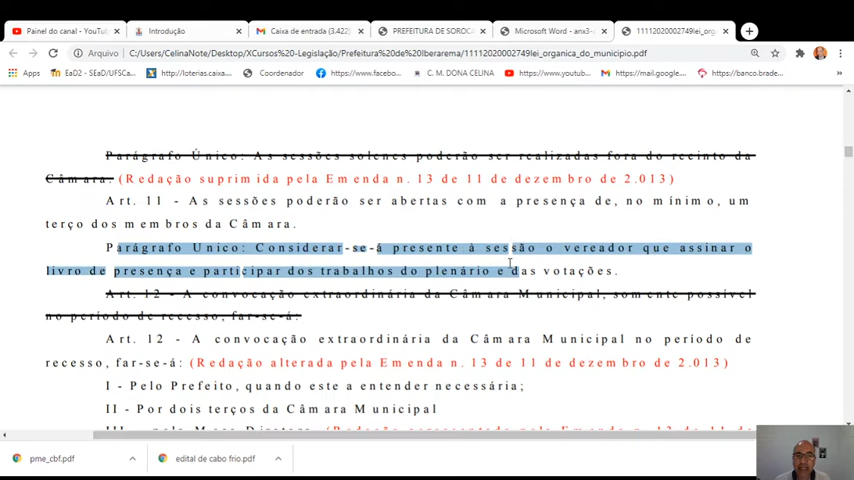 Painel do canal - YouTub
Introdução
Caixa de entrada (3.422)
PREFEITURA DE SOROCA
Microsoft Word - anx3-
11112020002749lei_orga
Arquivo
C:/Users/CelinaNote/Desktop/XCursos%20-Legislação/Prefeitura%20de%20Iberarema/11112020002749lei_organica_do_municipio.pdf
Apps
EaD2 - SEaD/UFSCa...
http://loterias.caixa...
Coordenador
https://www.facebo...
C. M. DONA CELINA
https://www.youtub...
https://mail.google...
https://banco.brade...
Parágrafo Único: As sessões solenes poderão ser realizadas fora do recinto da
Câmara. (Redação suprimida pela Emenda n. 13 de 11 de dezembro de 2.013)
Art. 11 - As sessões poderão ser abertas com a presença de, no mínimo, um
terço dos membros da Câmara.
Parágrafo Unico: Considerar-se-á presente à sessão o vereador que assinar o
livro de presença e participar dos trabalhos do plenário e das votações.
Art. 12 - A convocação extraordinária da Câmara Municipal, somente possível
no período de recesso, far-se-á:
Art. 12 - A convocação extraordinária da Câmara Municipal no período de
recesso, far-se-á: (Redação alterada pela Emenda n. 13 de 11 de dezembro de 2.013)
I - Pelo Prefeito, quando este a entender necessária;
II - Por dois terços da Câmara Municipal
pme_cbf.pdf
edital de cabo frio.pdf